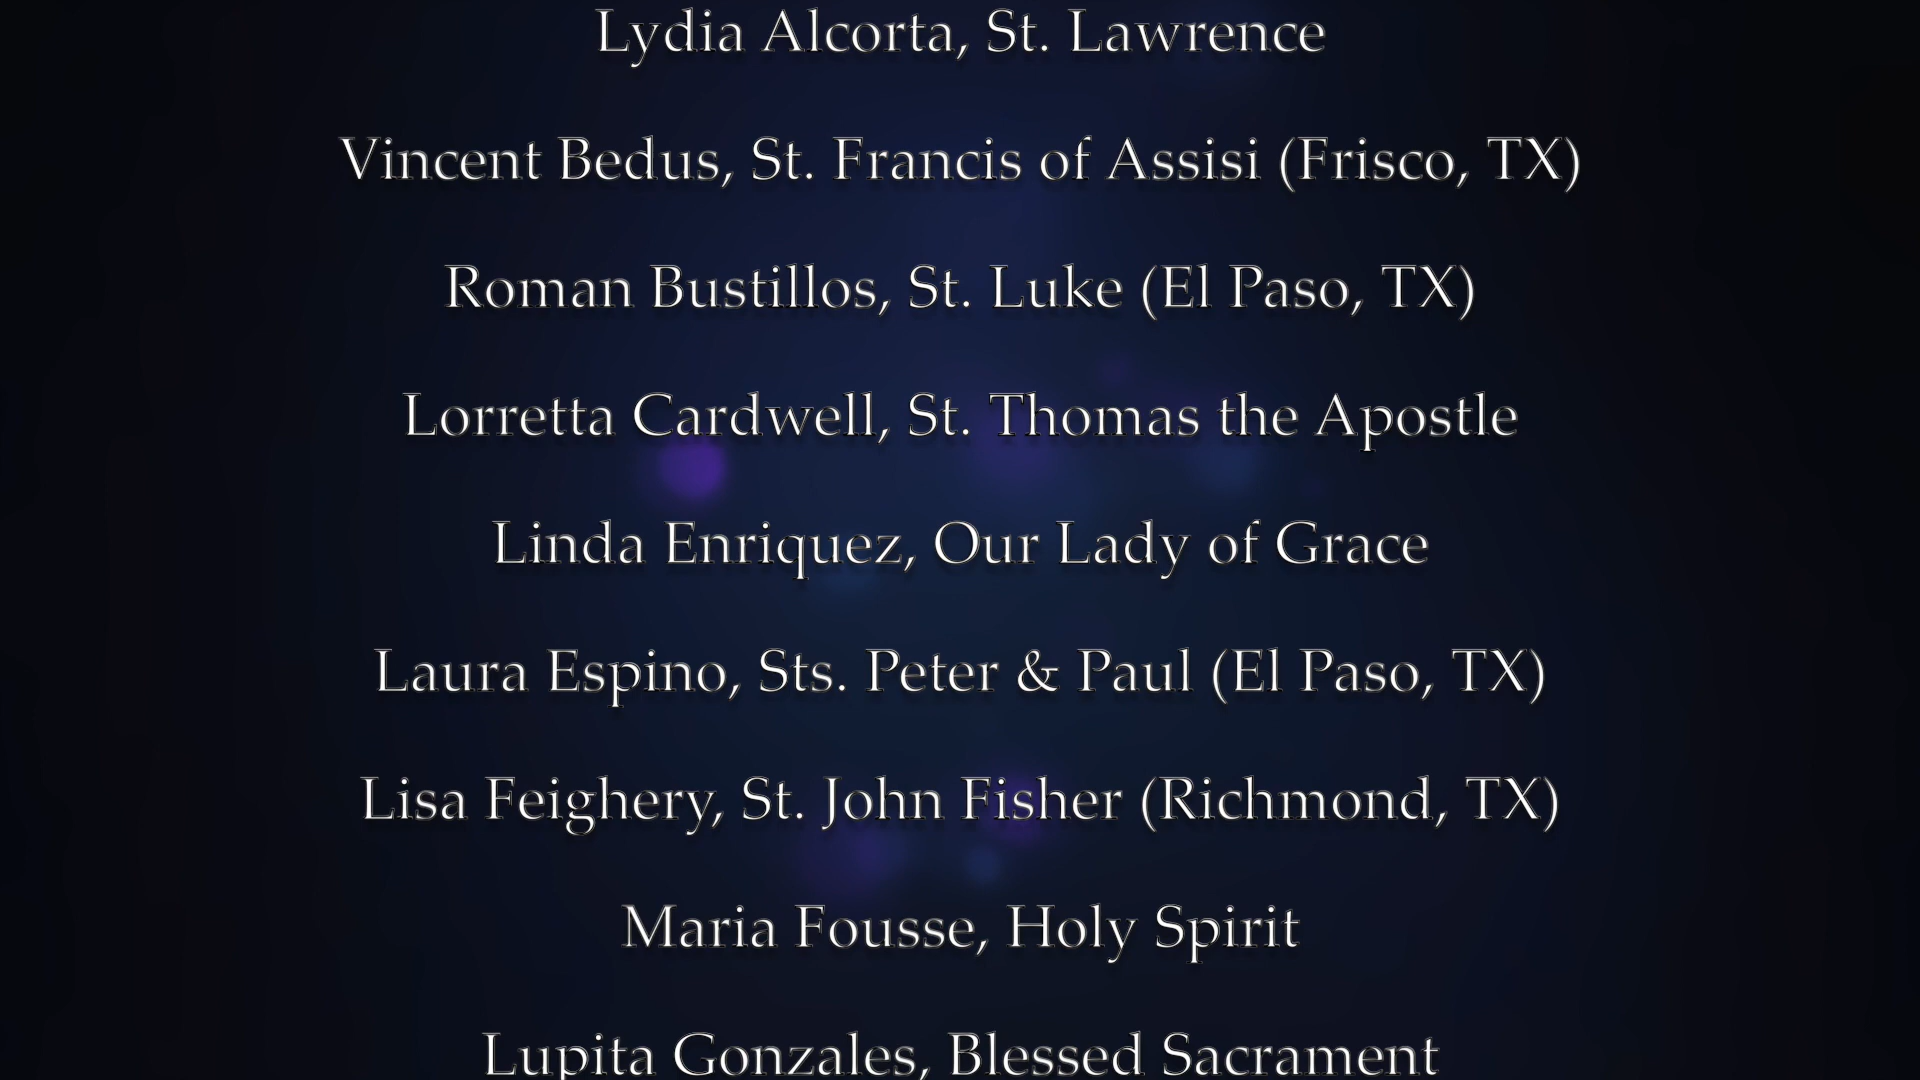 Lydia Alcorta, St. Lawrence
Vincent Bedus, St. Francis of Assisi (Frisco, TX)
Roman Bustillos, St. Luke (El Paso, TX)
Lorretta Cardwell, St. Thomas the Apostle
Linda Enriquez, Our Lady of Grace
Laura Espino, Sts. Peter & Paul (El Paso, TX)
Lisa Feighery, St. John Fisher (Richmond, TX)
Maria Fousse, Holy Spirit
Lupita Gonzales, Blessed Sacrament